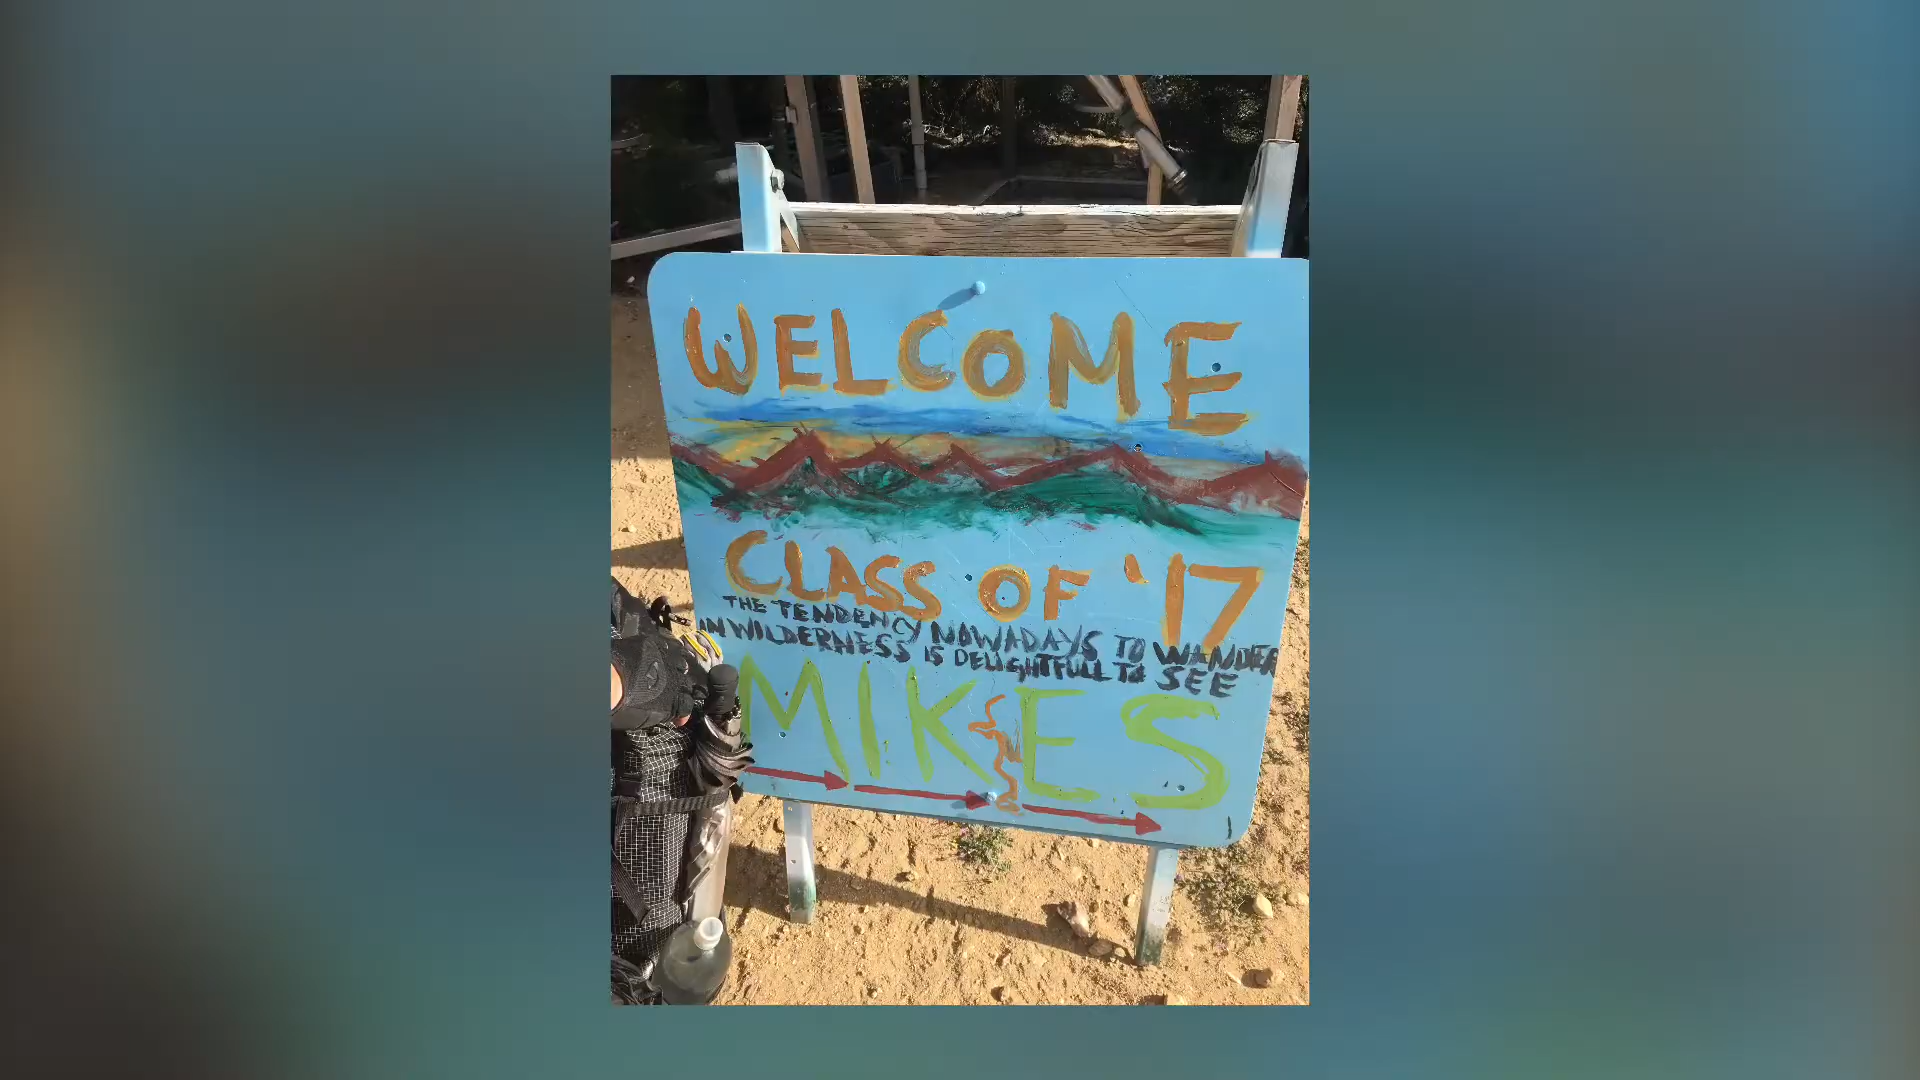 WELCOME
CLASS OF '17
THE TENDENCY NOWADAYS TO WANDER
IN WILDERNESS IS DELIGHTFULL TO SEE
MIKES